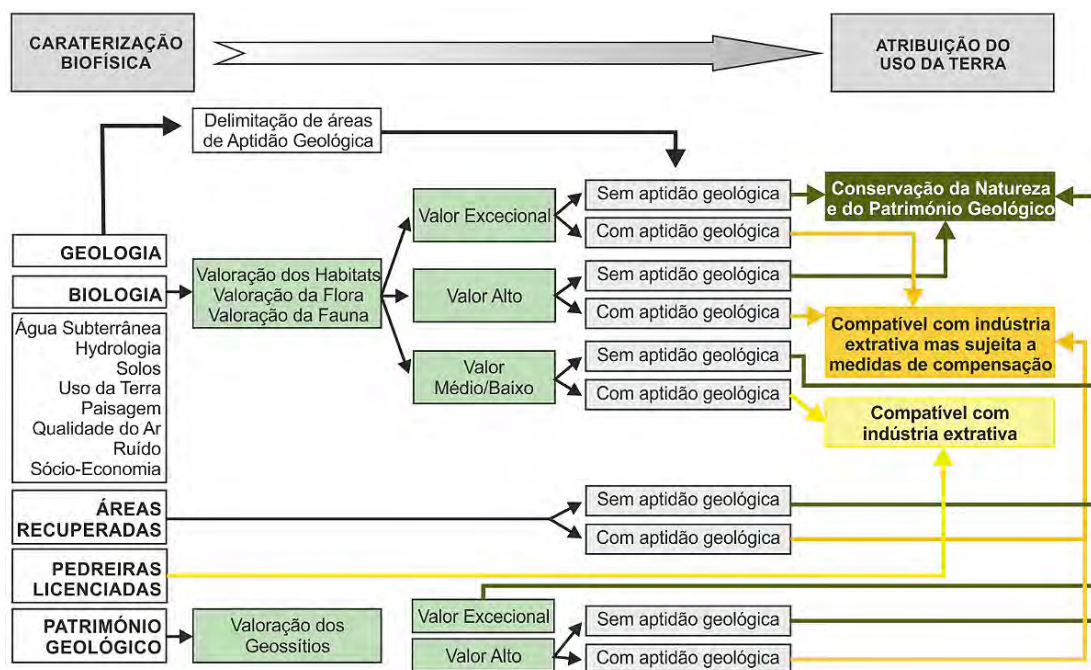 CARATERIZAÇÃO
BIOFÍSICA
ATRIBUIÇÃO DO
USO DA TERRA
Delimitação de áreas
de Aptidão Geológica
GEOLOGIA
BIOLOGIA
Água Subterrânea
Hydrologia
Solos
Uso da Terra
Paisagem
Qualidade do Ar
Ruído
Sócio-Economia
ÁREAS
RECUPERADAS
PEDREIRAS
LICENCIADAS
PATRIMÓNIO
GEOLÓGICO
Valoração dos Habitats
Valoração da Flora
Valoração da Fauna
Valoração dos
Geossítios
Valor Excecional
Valor Alto
Valor
Médio/Baixo
Valor Excecional
Valor Alto
Sem aptidão geológica
Com aptidão geológica
Sem aptidão geológica
Com aptidão geológica
Sem aptidão geológica
Com aptidão geológica
Sem aptidão geológica
Com aptidão geológica
Sem aptidão geológica
Com aptidão geológica
Conservação da Natureza
e do Património Geológico
Compatível com indústria
extrativa mas sujeita a
medidas de compensação
Compatível com
indústria extrativa